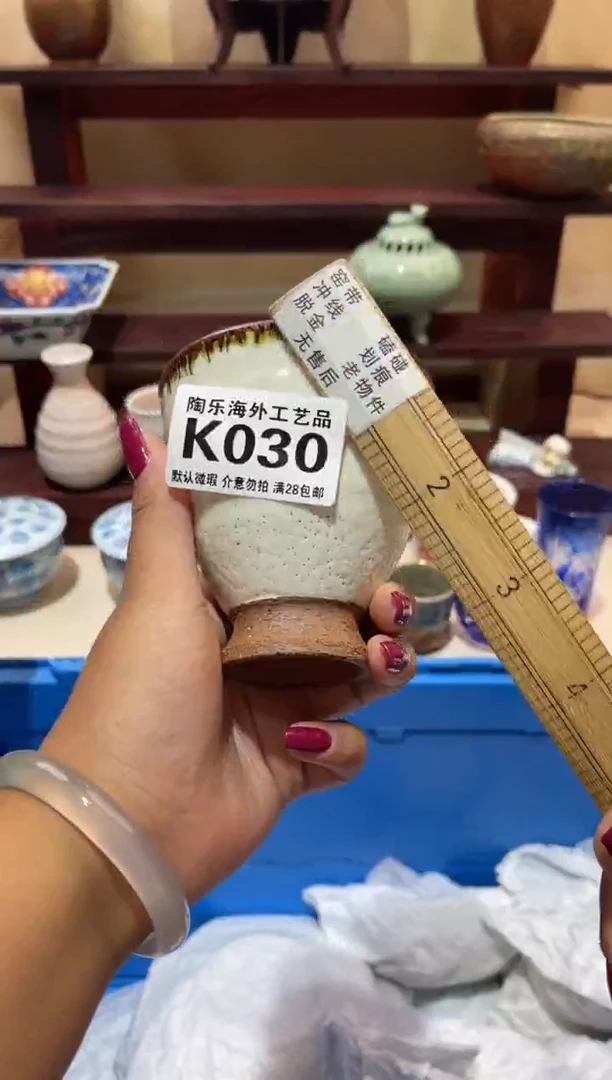 窑带 磕碰
冲线 划痕
脱金 老物件
无售后
陶乐海外工艺品
K030
默认微瑕 介意勿拍 满28包邮
2
3
4